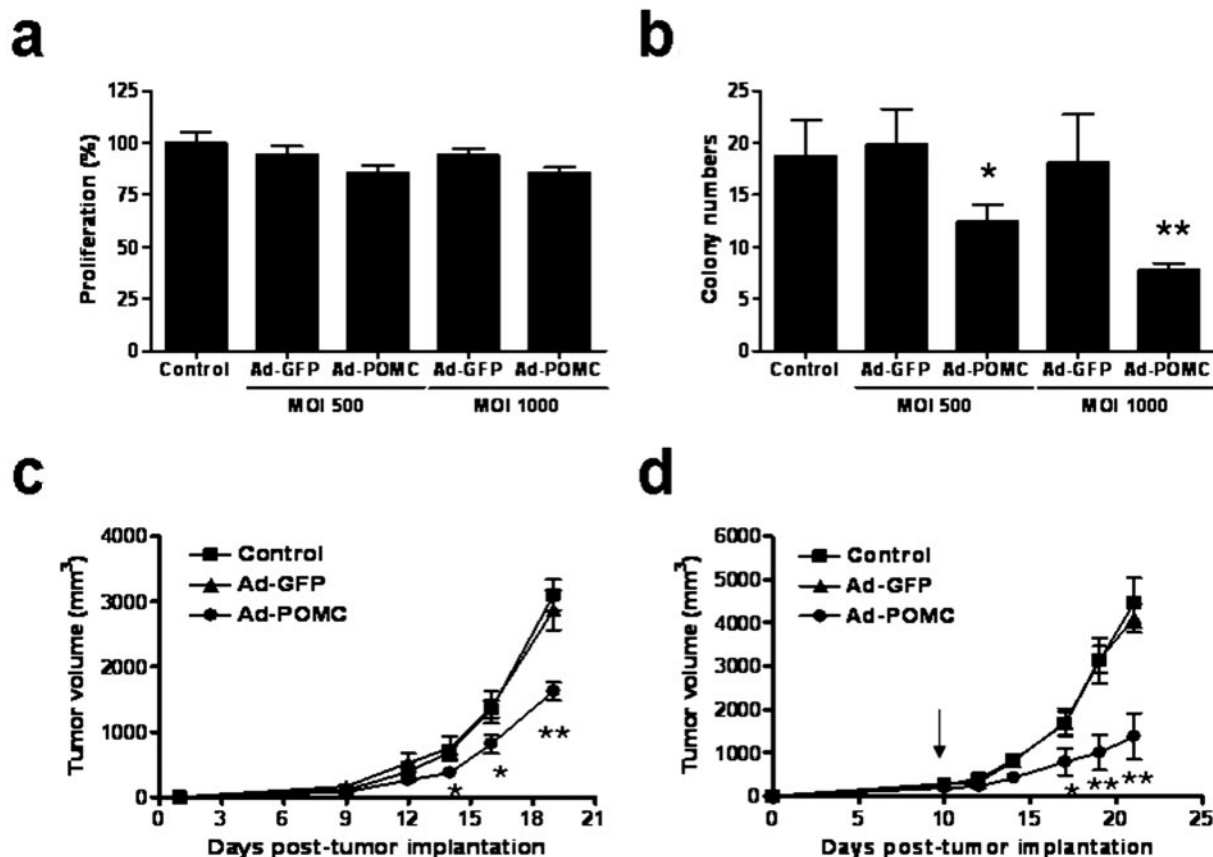 a
Proliferation (%)
125
100
75
50
25
0
Control Ad-GFP Ad-POMC Ad-GFP Ad-POMC
MOI 500 MOI 1000
b
Colony numbers
25
20
15
10
5
0
*
**
Control Ad-GFP Ad-POMC Ad-GFP Ad-POMC
MOI 500 MOI 1000
c
Tumor volume (mm³)
4000
3000
2000
1000
0
Control
Ad-GFP
Ad-POMC
*
*
**
0 3 6 9 12 15 18 21
Days post-tumor implantation
d
Tumor volume (mm³)
6000
5000
4000
3000
2000
1000
0
Control
Ad-GFP
Ad-POMC
* ** **
0 5 10 15 20 25
Days post-tumor implantation